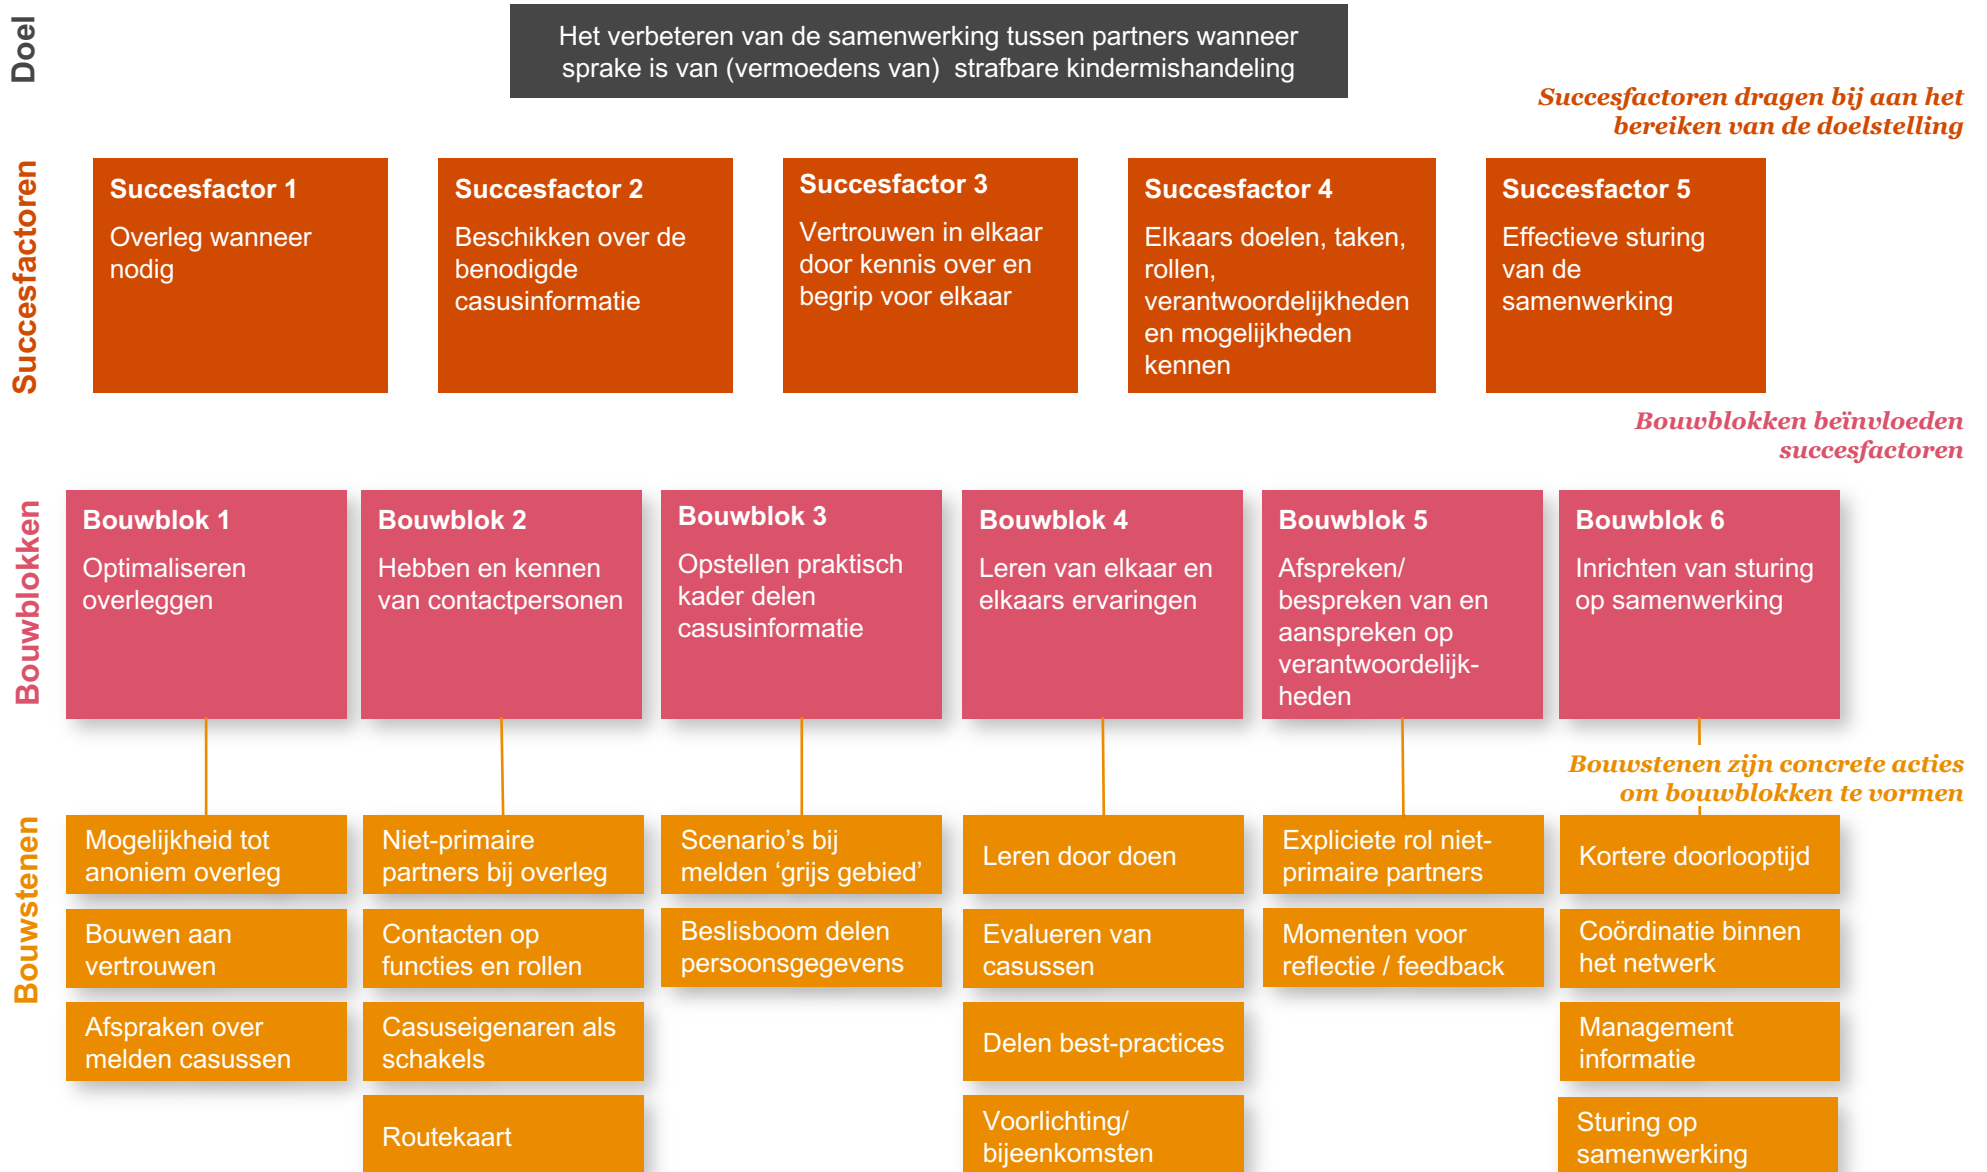 Doel
Het verbeteren van de samenwerking tussen partners wanneer
sprake is van (vermoedens van) strafbare kindermishandeling
Succesfactoren dragen bij aan het
bereiken van de doelstelling
Succesfactoren
Succesfactor 1
Overleg wanneer
nodig
Succesfactor 2
Beschikken over de
benodigde
casusinformatie
Succesfactor 3
Vertrouwen in elkaar
door kennis over en
begrip voor elkaar
Succesfactor 4
Elkaars doelen, taken,
rollen,
verantwoordelijkheden
en mogelijkheden
kennen
Succesfactor 5
Effectieve sturing
van de
samenwerking
Bouwblokken beïnvloeden
succesfactoren
Bouwblokken
Bouwblok 1
Optimaliseren
overleggen
Bouwblok 2
Hebben en kennen
van contactpersonen
Bouwblok 3
Opstellen praktisch
kader delen
casusinformatie
Bouwblok 4
Leren van elkaar en
elkaars ervaringen
Bouwblok 5
Afspreken/
bespreken van en
aanspreken op
verantwoordelijk-
heden
Bouwblok 6
Inrichten van sturing
op samenwerking
Bouwstenen zijn concrete acties
om bouwblokken te vormen
Bouwstenen
Mogelijkheid tot
anoniem overleg
Bouwen aan
vertrouwen
Afspraken over
melden casussen
Niet-primaire
partners bij overleg
Contacten op
functies en rollen
Casuseigenaren als
schakels
Routekaart
Scenario's bij
melden ‘grijs gebied’
Beslisboom delen
persoonsgegevens
Leren door doen
Evalueren van
casussen
Delen best-practices
Voorlichting/
bijeenkomsten
Expliciete rol niet-
primaire partners
Momenten voor
reflectie / feedback
Kortere doorlooptijd
Coördinatie binnen
het netwerk
Management
informatie
Sturing op
samenwerking